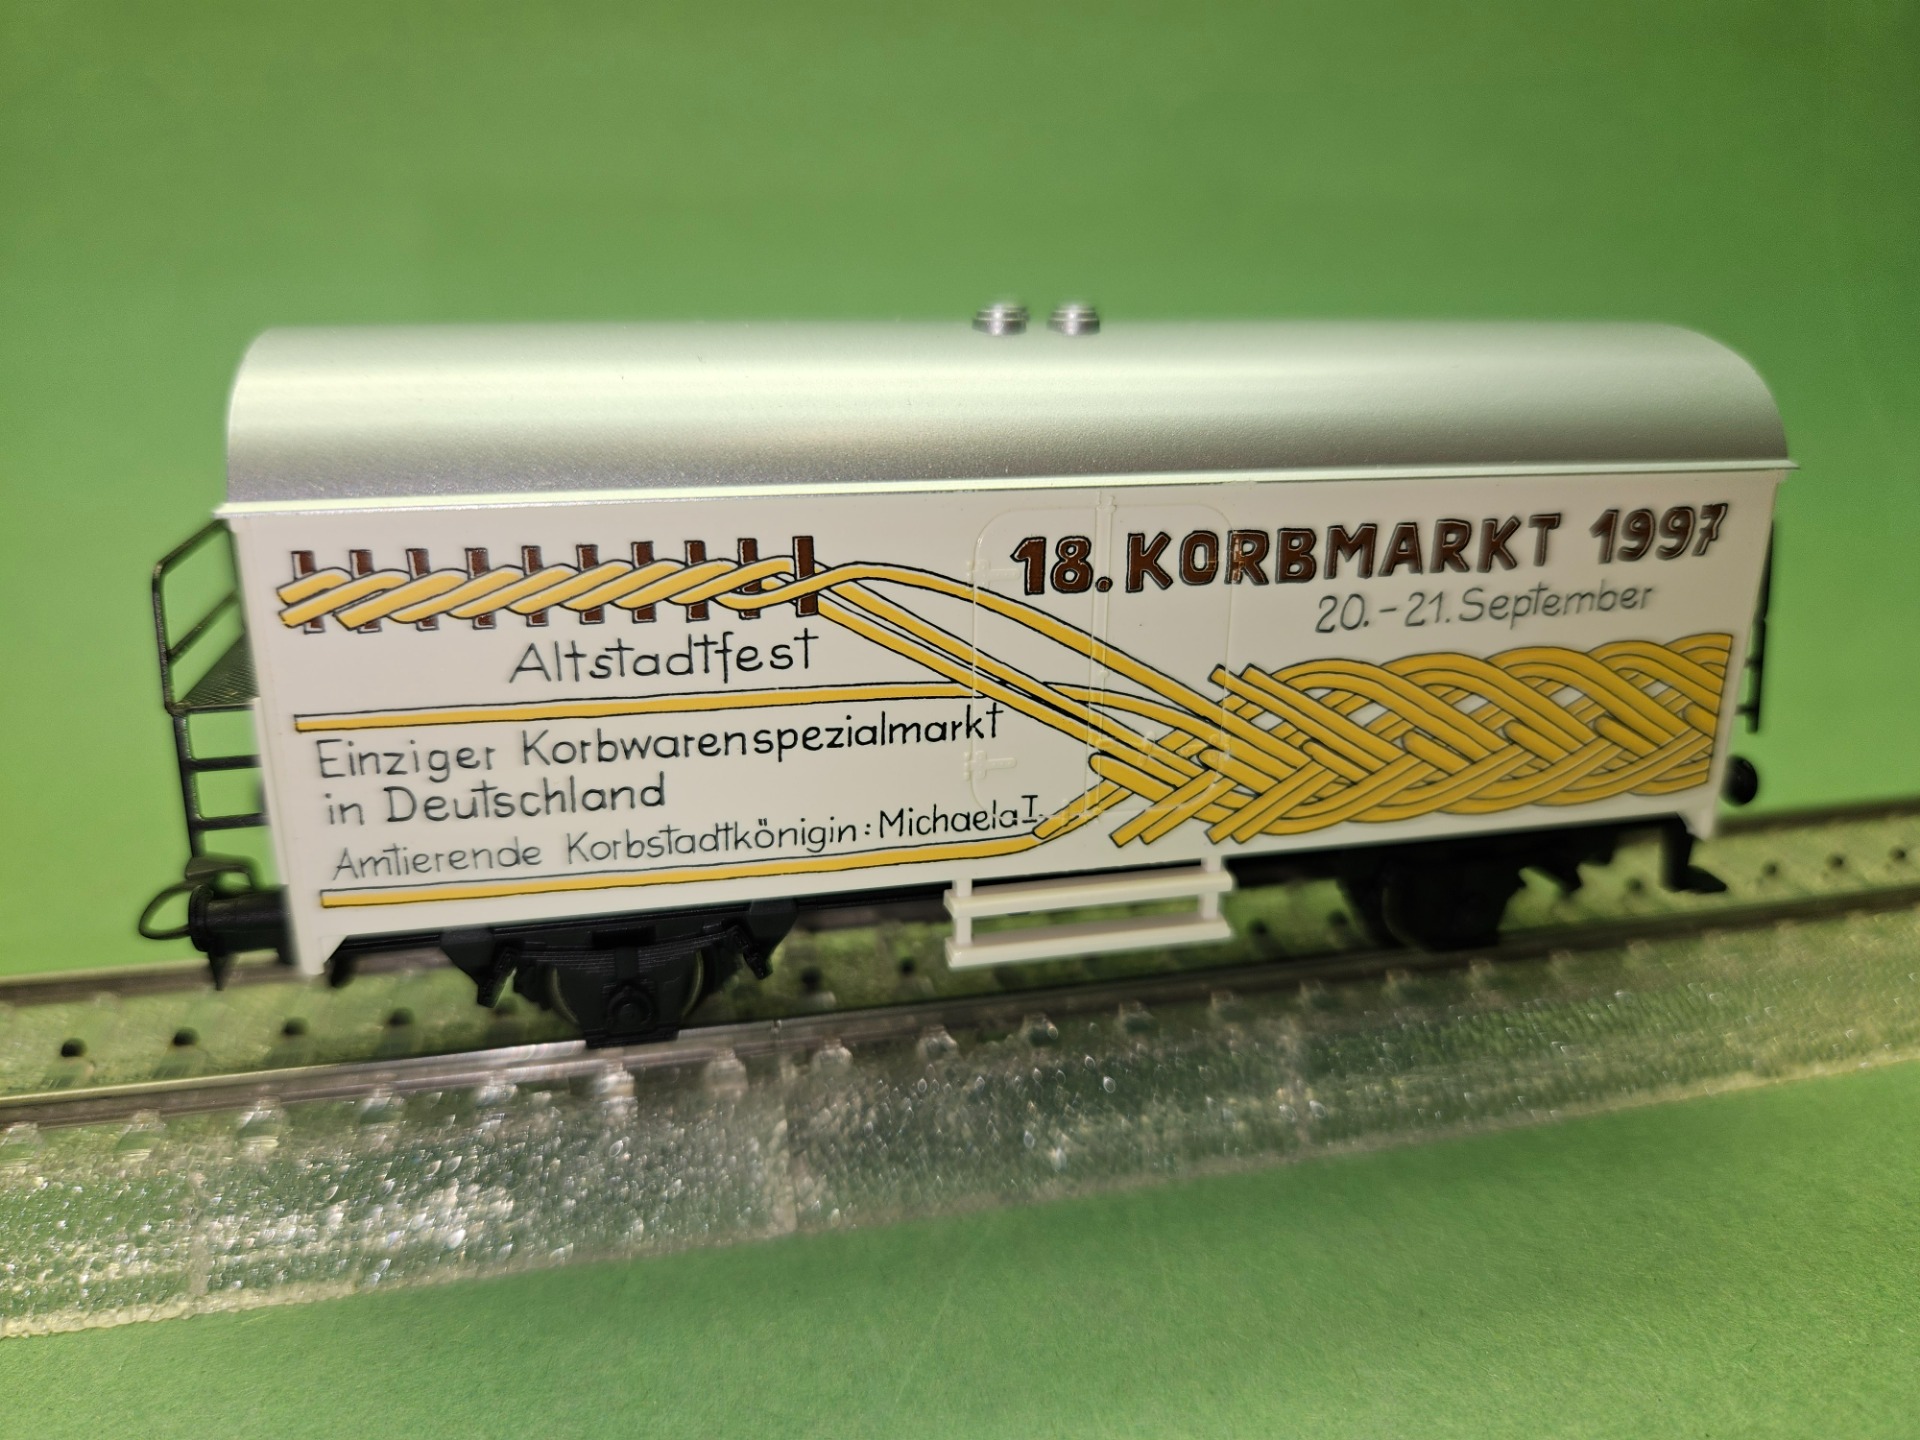 18. KORBMARKT 1997
20.-21. September
Altstadtfest
Einziger Korbwarenspezialmarkt
in Deutschland
Amtierende Korbstadtkönigin: Michaela I.